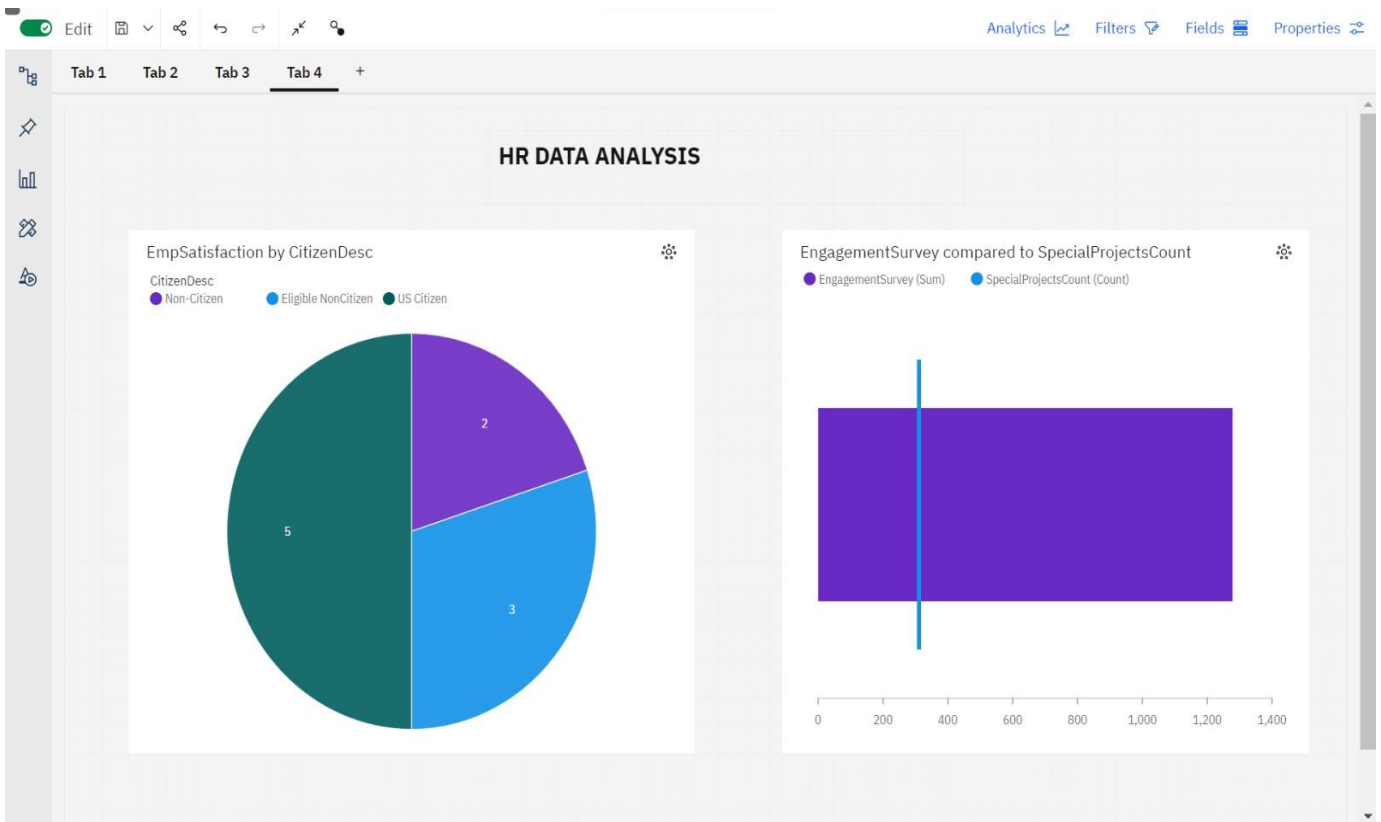 Edit
Analytics Filters Fields Properties
Tab 1 Tab 2 Tab 3 Tab 4 +
HR DATA ANALYSIS
EmpSatisfaction by CitizenDesc
CitizenDesc
Non-Citizen Eligible NonCitizen US Citizen
2
5
3
EngagementSurvey compared to SpecialProjectsCount
EngagementSurvey (Sum) SpecialProjectsCount (Count)
0 200 400 600 800 1,000 1,200 1,400